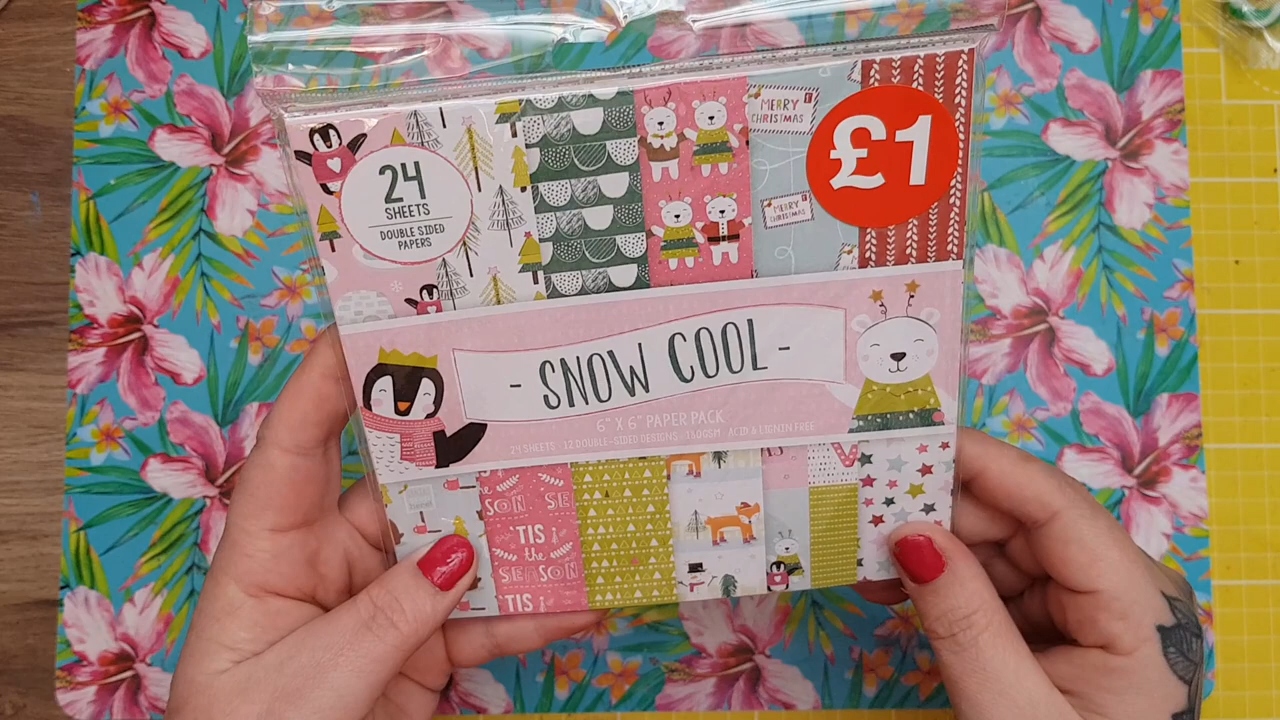 24
SHEETS
DOUBLE SIDED
PAPERS
MERRY
CHRISTMAS
MERRY
CHRISTMAS
£1
- SNOW COOL -
6" X 6" PAPER PACK
24 SHEETS · 12 DOUBLE-SIDED DESIGNS · 150GSM · ACID & LIGNIN FREE
SON SE
'TIS
the
SEASON
'TIS